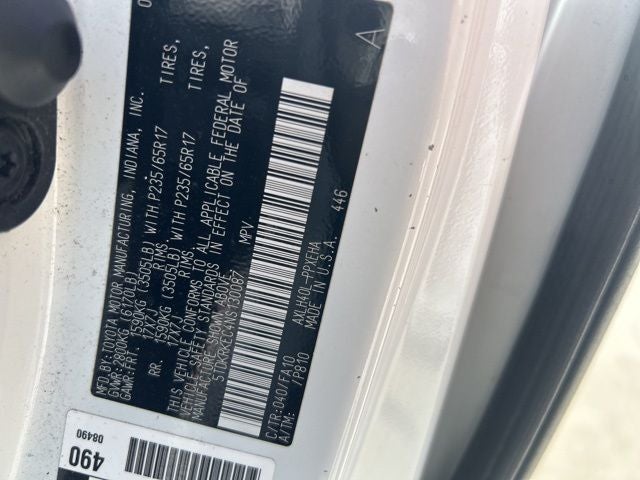 MFD.BY:TOYOTA MOTOR MANUFACTURING, INDIANA, INC.
GVWR:2800KG (6170LB)
GAWR:FRT. 1590KG (3505LB) WITH P235/65R17 TIRES,
17X7J RIMS
RR. 1590KG (3505LB) WITH P235/65R17 TIRES,
17X7J RIMS
THIS VEHICLE CONFORMS TO ALL APPLICABLE FEDERAL MOTOR
VEHICLE SAFETY STANDARDS IN EFFECT ON THE DATE OF
MANUFACTURE SHOWN ABOVE.
MPV
C/TR:040/FA10 AXLH40L-PPXEHA
A/TM: /P810 MADE IN U.S.A. 446
A
490
08490